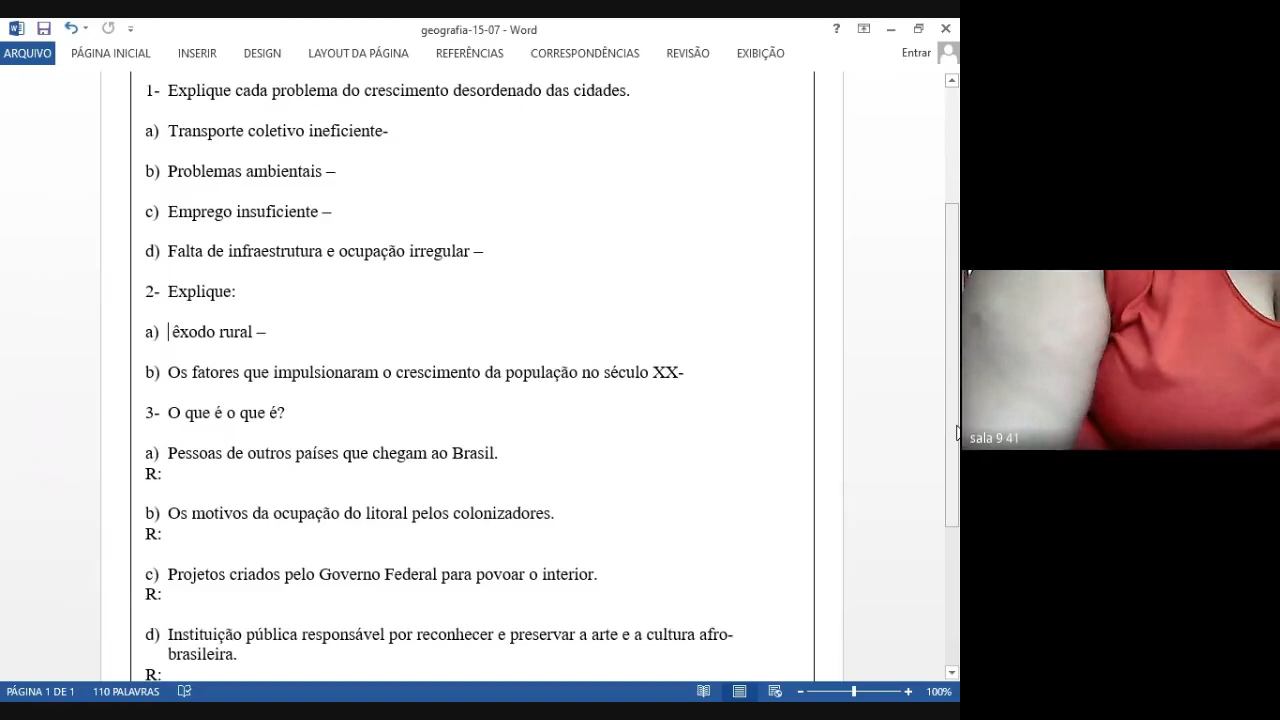 geografia-15-07 - Word
ARQUIVO PÁGINA INICIAL INSERIR DESIGN LAYOUT DA PÁGINA REFERÊNCIAS CORRESPONDÊNCIAS REVISÃO EXIBIÇÃO Entrar
1- Explique cada problema do crescimento desordenado das cidades.
a) Transporte coletivo ineficiente-
b) Problemas ambientais –
c) Emprego insuficiente –
d) Falta de infraestrutura e ocupação irregular –
2- Explique:
a) êxodo rural –
b) Os fatores que impulsionaram o crescimento da população no século XX-
3- O que é o que é?
a) Pessoas de outros países que chegam ao Brasil.
R:
b) Os motivos da ocupação do litoral pelos colonizadores.
R:
c) Projetos criados pelo Governo Federal para povoar o interior.
R:
d) Instituição pública responsável por reconhecer e preservar a arte e a cultura afro-
brasileira.
R:
PÁGINA 1 DE 1 110 PALAVRAS 100%
sala 9 41